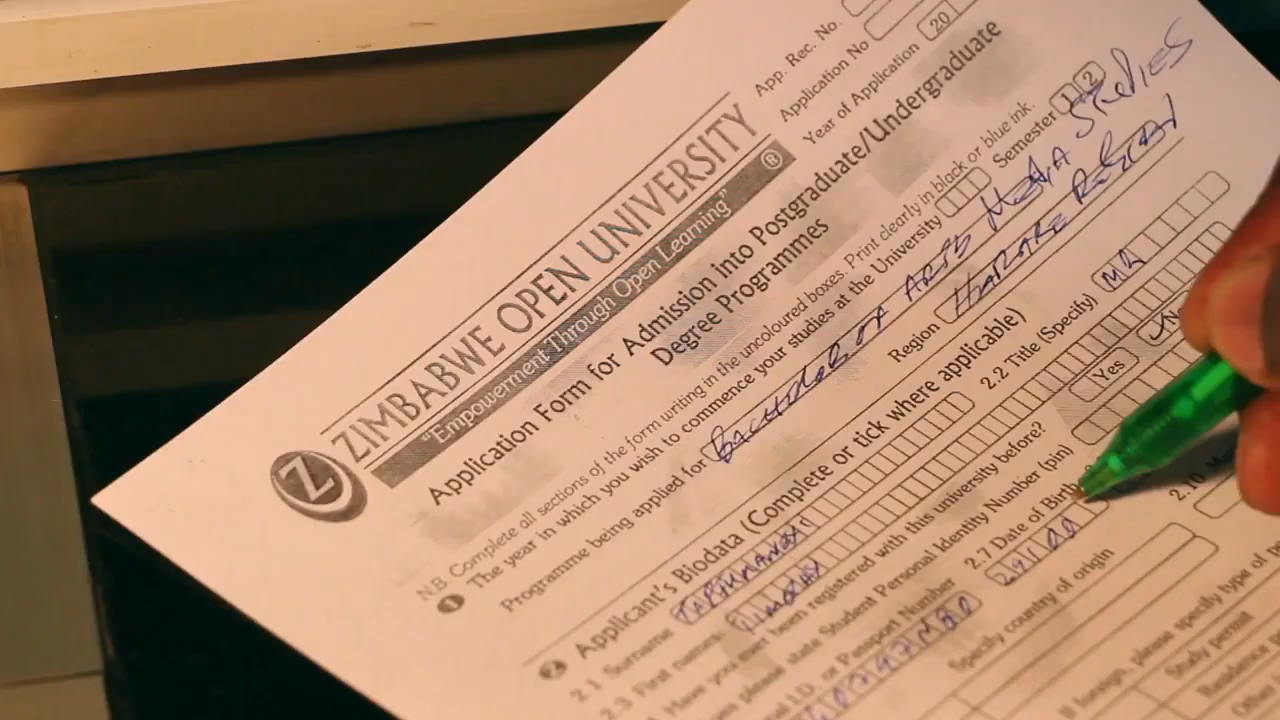 App. Rec. No.
Application No
Year of Application 20
Z ZIMBABWE OPEN UNIVERSITY
"Empowerment Through Open Learning" ®
Application Form for Admission into Postgraduate/Undergraduate
Degree Programmes
N.B. Complete all sections of the form writing in the uncoloured boxes. Print clearly in black or blue ink.
1 The year in which you wish to commence your studies at the University Semester 1 2
Programme being applied for BACHELOR OF ARTS MEDIA STUDIES
Region HARARE
2 Applicant's Biodata (Complete or tick where applicable)
2.1 Surname
2.2 Title (Specify) MR
2.3 First names: TIMOTHY
Have you ever been registered with this university before? Yes
please state Student Personal Identity Number (pin)
I.D. or Passport Number
2.7 Date of Birth
2.10
Specify country of origin
If foreign, please specify type of
Study permit
Residence